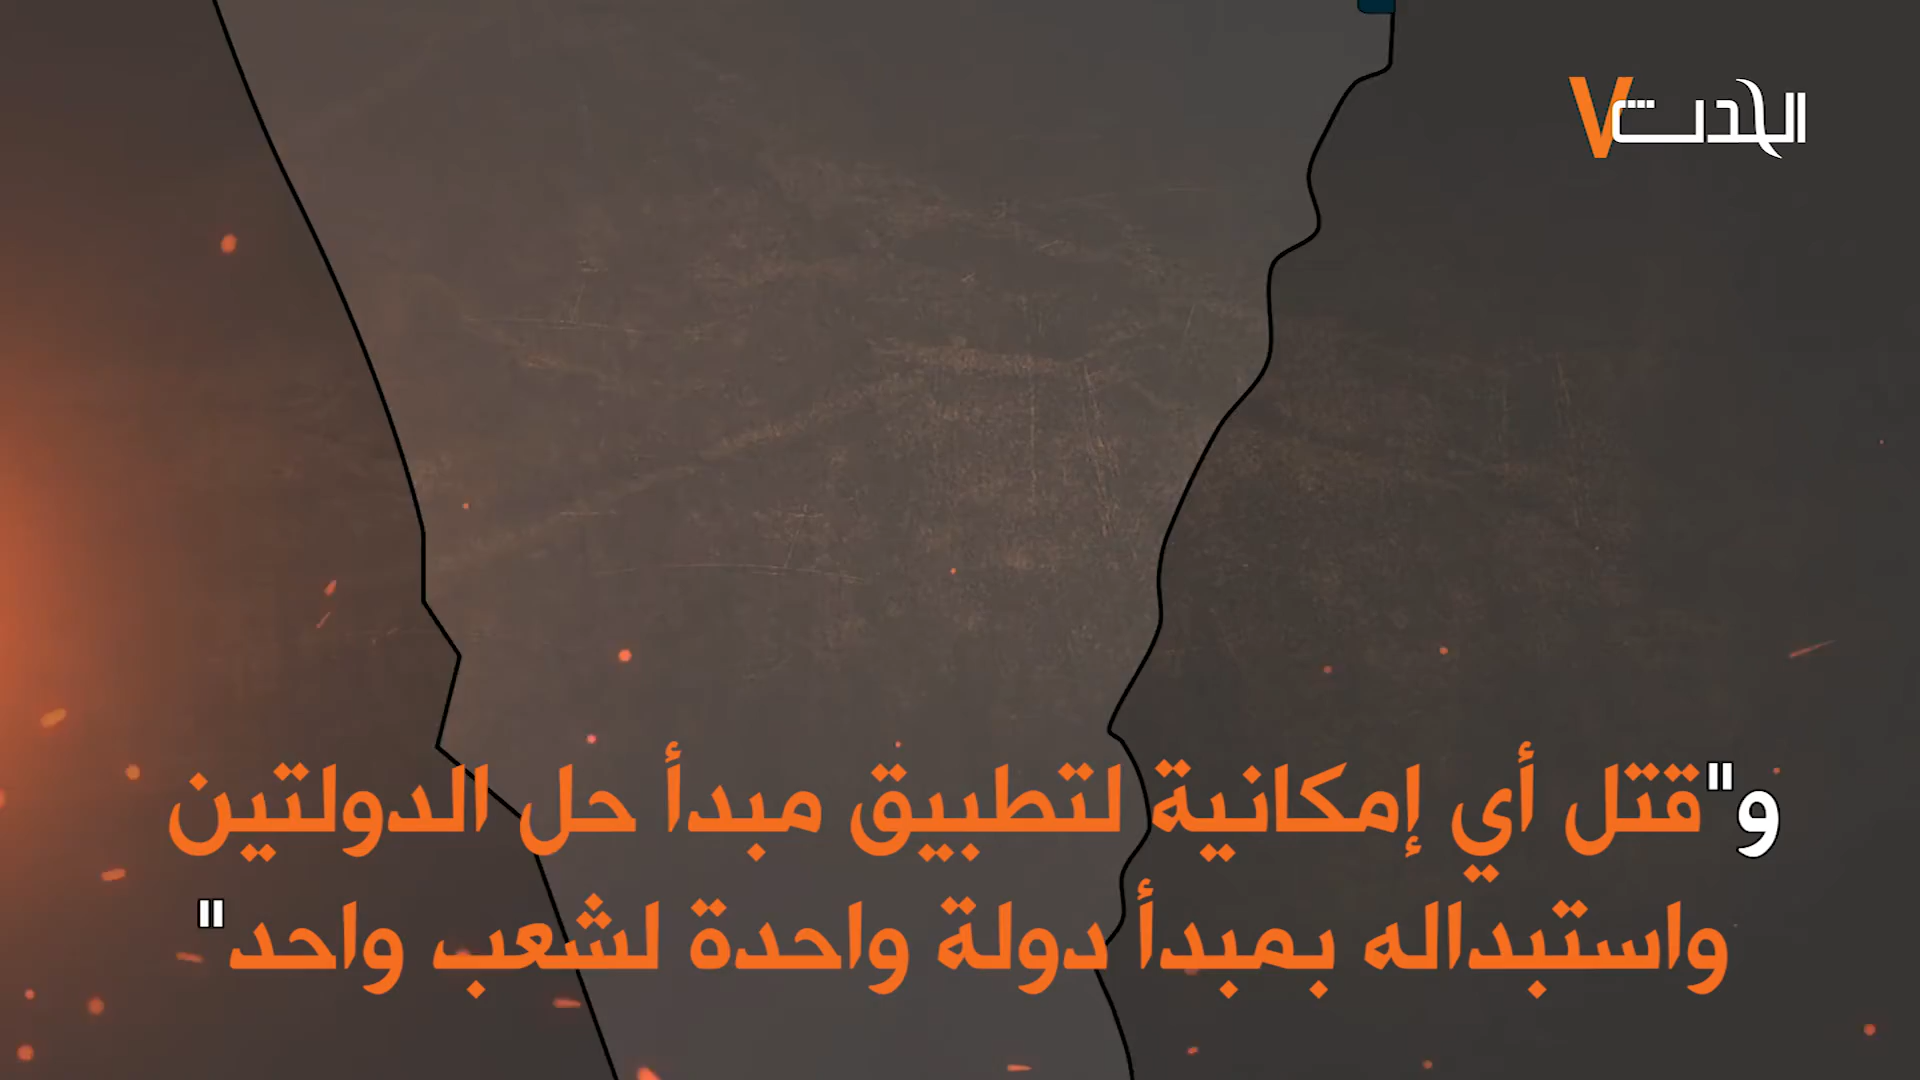 الحدث V
و"قتل أي إمكانية لتطبيق مبدأ حل الدولتين
واستبداله بمبدأ دولة واحدة لشعب واحد"